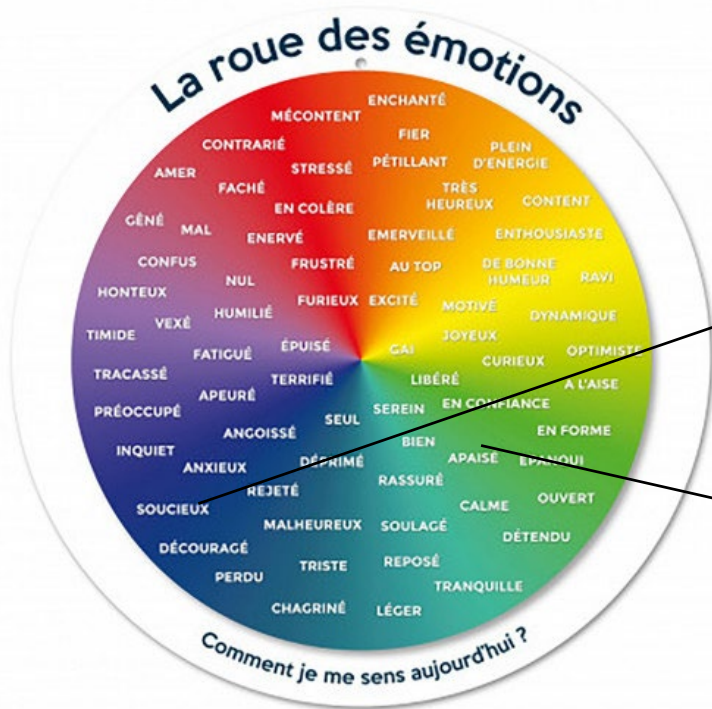 La roue des émotions
ENCHANTÉ
MÉCONTENT
FIER
CONTRARIÉ
PLEIN
D'ENERGIE
STRESSÉ
PÉTILLANT
AMER
FACHÉ
TRÈS
HEUREUX
CONTENT
EN COLÈRE
GÊNÉ
MAL
ENERVÉ
EMERVEILLÉ
ENTHOUSIASTE
CONFUS
FRUSTRÉ
AU TOP
DE BONNE
HUMEUR
RAVI
NUL
HONTEUX
FURIEUX
EXCITÉ
MOTIVÉ
HUMILIÉ
DYNAMIQUE
VEXÉ
TIMIDE
JOYEUX
ÉPUISÉ
GAI
FATIGUÉ
CURIEUX
OPTIMISTE
TRACASSÉ
TERRIFIÉ
LIBÉRÉ
A L'AISE
APEURÉ
PRÉOCCUPÉ
SEREIN
EN CONFIANCE
SEUL
ANGOISSÉ
BIEN
EN FORME
INQUIET
ANXIEUX
DÉPRIMÉ
APAISÉ
EPANOUI
REJETÉ
RASSURÉ
SOUCIEUX
CALME
OUVERT
MALHEUREUX
SOULAGÉ
DÉTENDU
DÉCOURAGÉ
TRISTE
REPOSÉ
PERDU
TRANQUILLE
CHAGRINÉ
LÉGER
Comment je me sens aujourd'hui ?